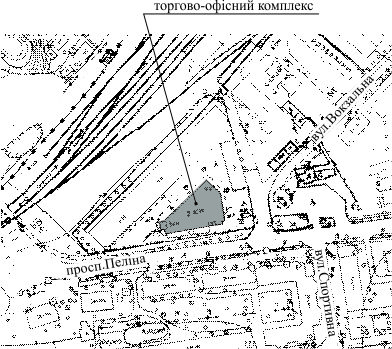 торгово-офісний комплекс
вул Вокзальна
просп Пеліна
вул Спортивна